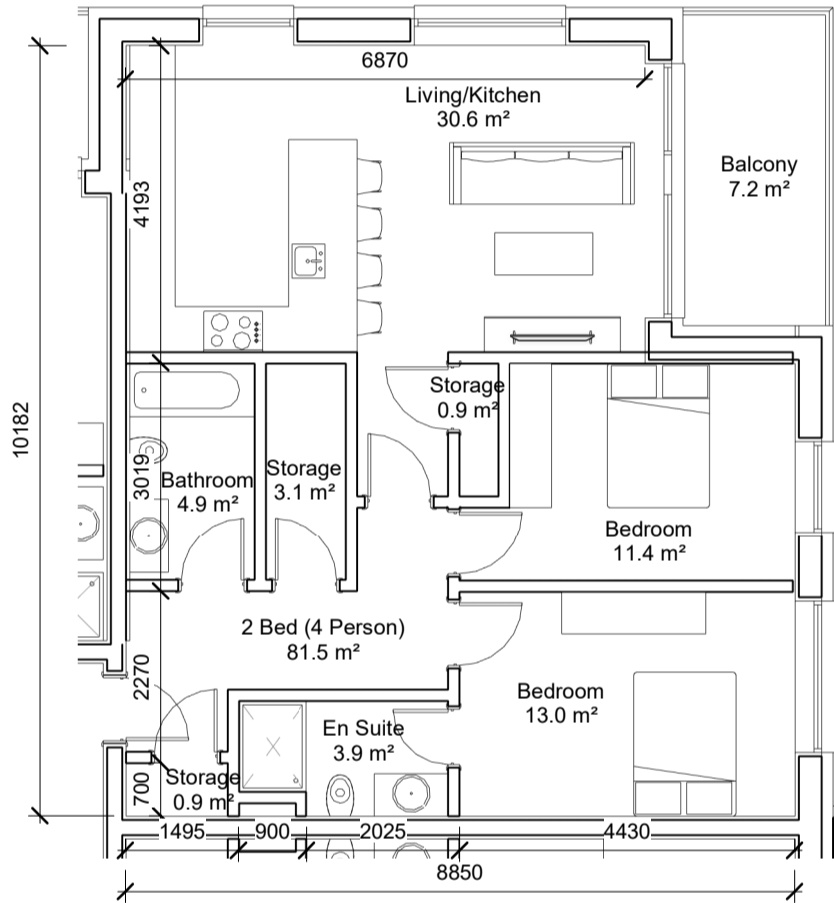 6870
Living/Kitchen
30.6 m²
Balcony
7.2 m²
4193
10182
Storage
0.9 m²
3019
Bathroom
4.9 m²
Storage
3.1 m²
Bedroom
11.4 m²
2 Bed (4 Person)
81.5 m²
2270
Bedroom
13.0 m²
En Suite
3.9 m²
700
Storage
0.9 m²
1495
900
2025
4430
8850